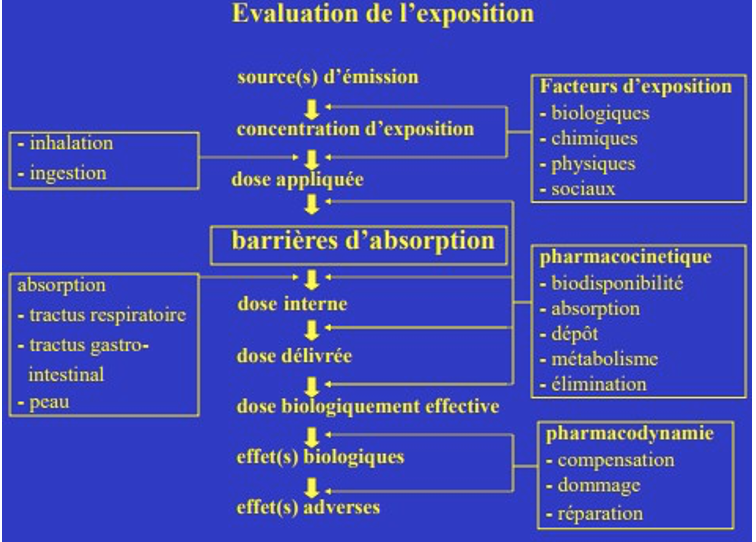 Evaluation de l'exposition
source(s) d'émission
concentration d'exposition
dose appliquée
barrières d'absorption
dose interne
dose délivrée
dose biologiquement effective
effet(s) biologiques
effet(s) adverses
- inhalation
- ingestion
absorption
- tractus respiratoire
- tractus gastro-
intestinal
- peau
Facteurs d'exposition
- biologiques
- chimiques
- physiques
- sociaux
pharmacocinetique
- biodisponibilité
- absorption
- dépôt
- métabolisme
- élimination
pharmacodynamie
- compensation
- dommage
- réparation